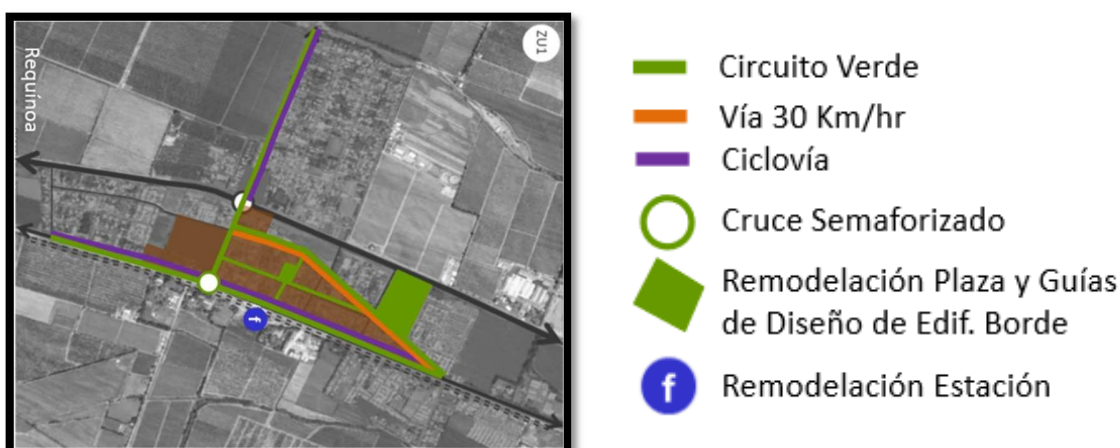 ZU1
Requínoa
f
Circuito Verde
Vía 30 Km/hr
Ciclovía
Cruce Semaforizado
Remodelación Plaza y Guías
de Diseño de Edif. Borde
f
Remodelación Estación